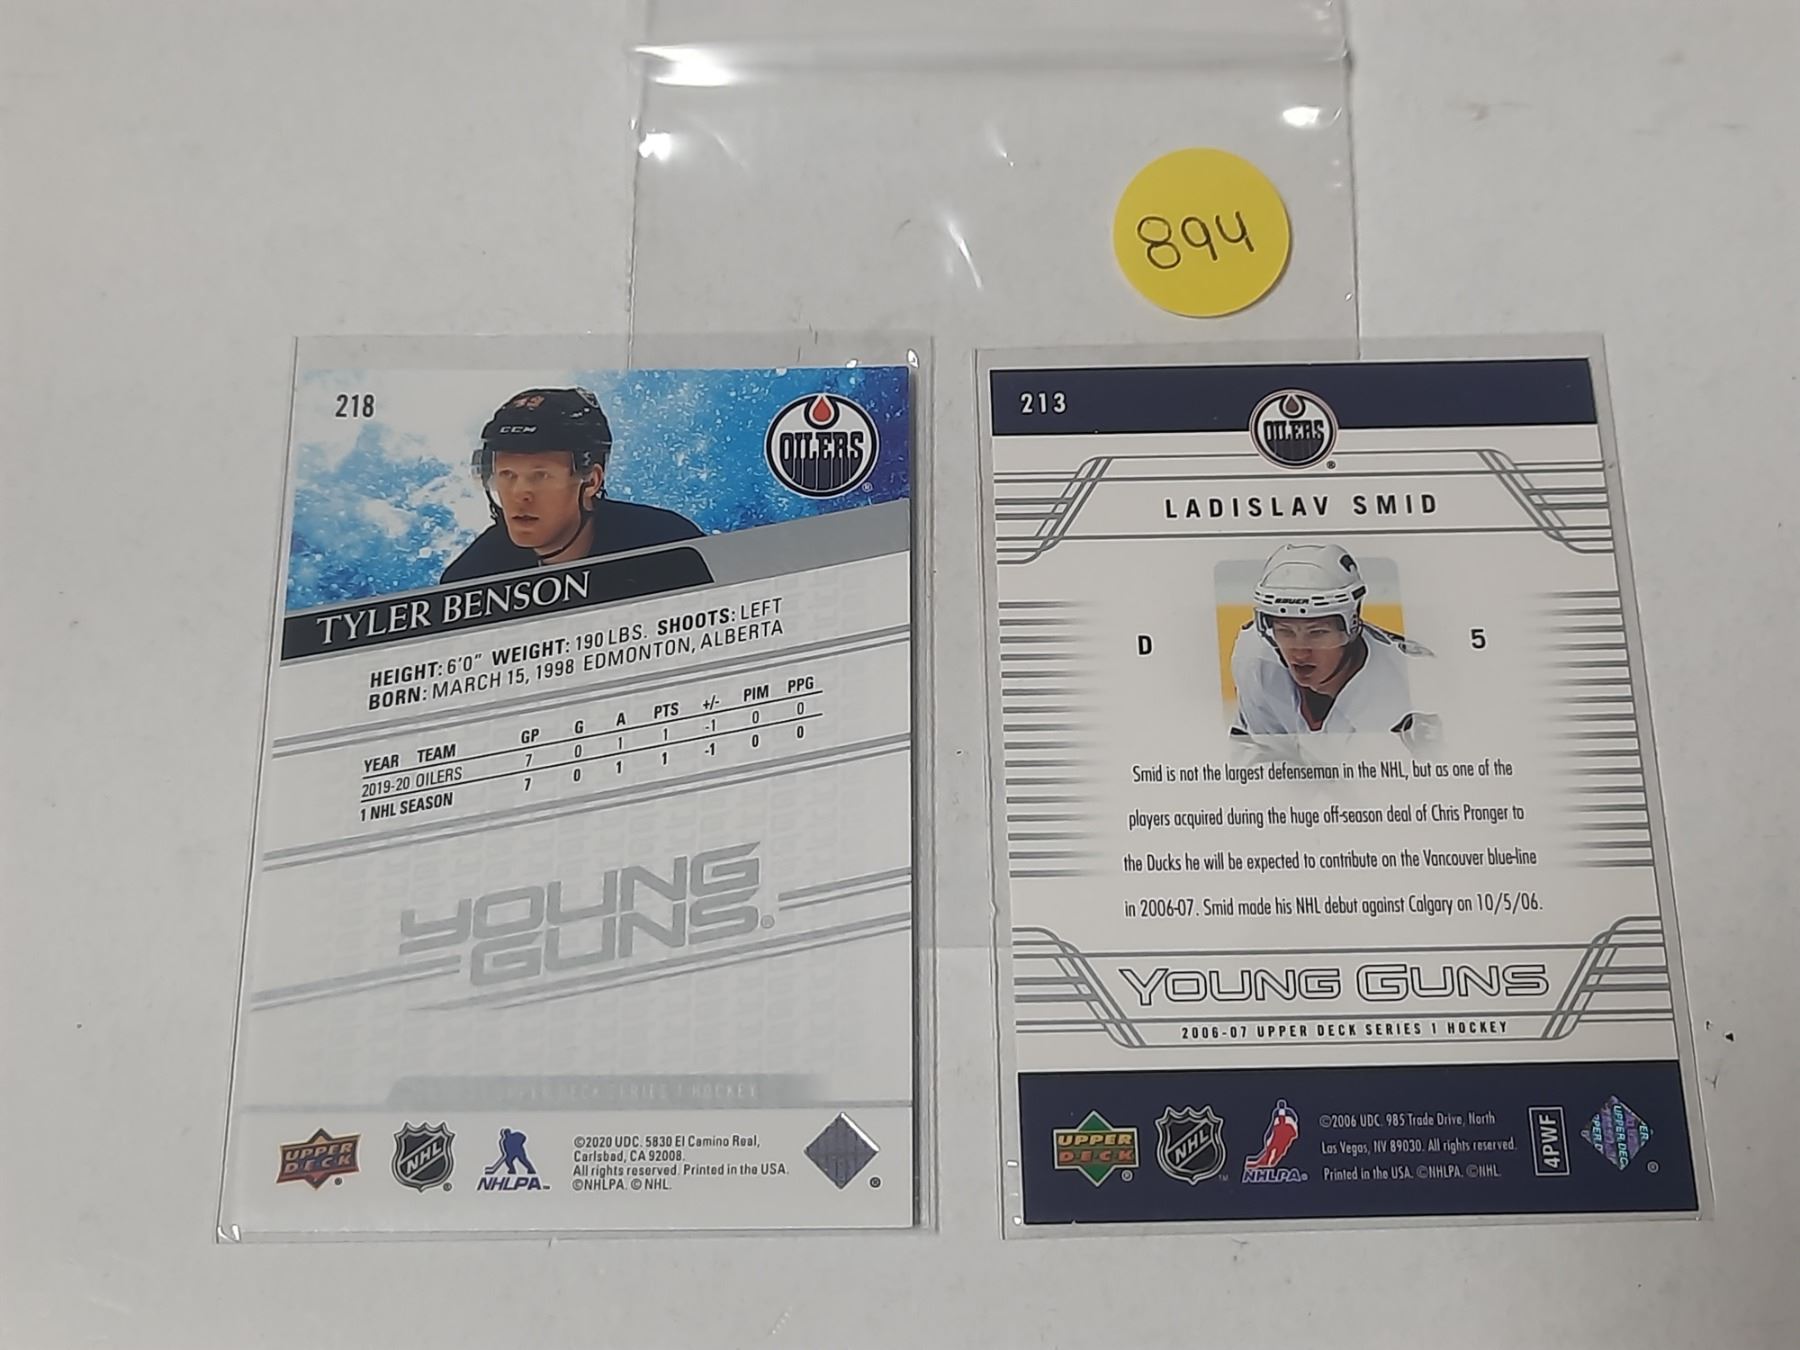 894
218
OILERS
CCM
TYLER BENSON
HEIGHT: 6'0" WEIGHT: 190 LBS. SHOOTS: LEFT
BORN: MARCH 15, 1998 EDMONTON, ALBERTA
YEAR TEAM GP G A PTS +/- PIM PPG
2019-20 OILERS 7 0 1 1 -1 0 0
1 NHL SEASON 7 0 1 1 -1 0 0
YOUNG
GUNS®
UPPER DECK SERIES 1 HOCKEY
UPPER
DECK
NHL
NHLPA
©2020 UDC. 5830 El Camino Real,
Carlsbad, CA 92008.
All rights reserved. Printed in the USA.
©NHLPA. © NHL.
213
OILERS
LADISLAV SMID
BAUER
D
5
Smid is not the largest defenseman in the NHL, but as one of the
players acquired during the huge off-season deal of Chris Pronger to
the Ducks he will be expected to contribute on the Vancouver blue-line
in 2006-07. Smid made his NHL debut against Calgary on 10/5/06.
YOUNG GUNS
2006-07 UPPER DECK SERIES 1 HOCKEY
UPPER
DECK
NHL
NHLPA
©2006 UDC. 985 Trade Drive, North
Las Vegas, NV 89030. All rights reserved.
Printed in the USA. ©NHLPA. ©NHL.
4PWF